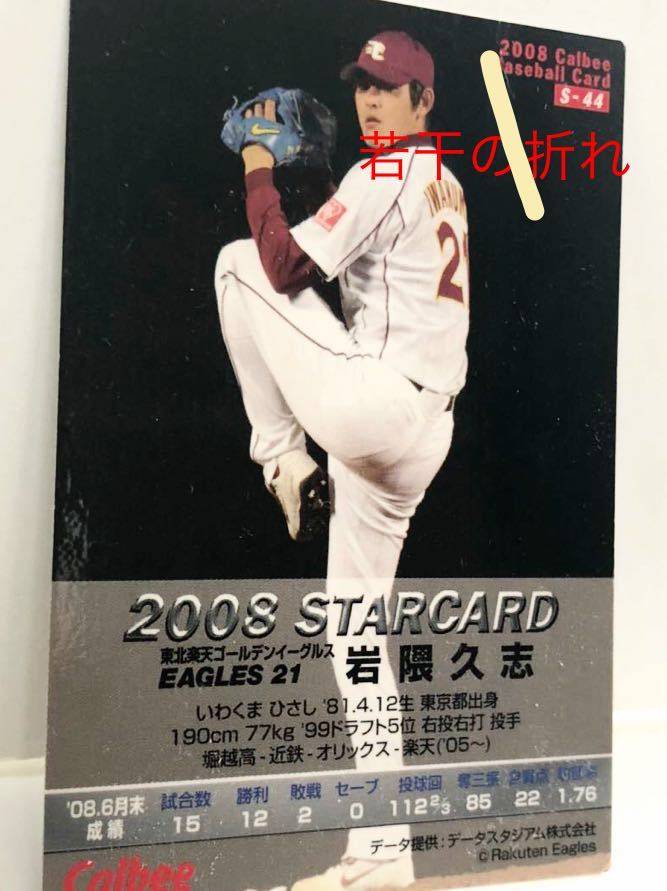 2008 Calbee
Baseball Card
S-44
若干の折れ
21
2008 STARCARD
東北楽天ゴールデンイーグルス
EAGLES 21
岩隈久志
いわくま ひさし '81.4.12生 東京都出身
190cm 77kg '99ドラフト5位 右投右打 投手
堀越高-近鉄-オリックス-楽天('05〜)
'08.6月末 試合数 勝利 敗戦 セーブ 投球回 奪三振 自責点 防御率
成績 15 12 2 0 112 2/3 85 22 1.76
データ提供:データスタジアム株式会社
© Rakuten Eagles
Calbee